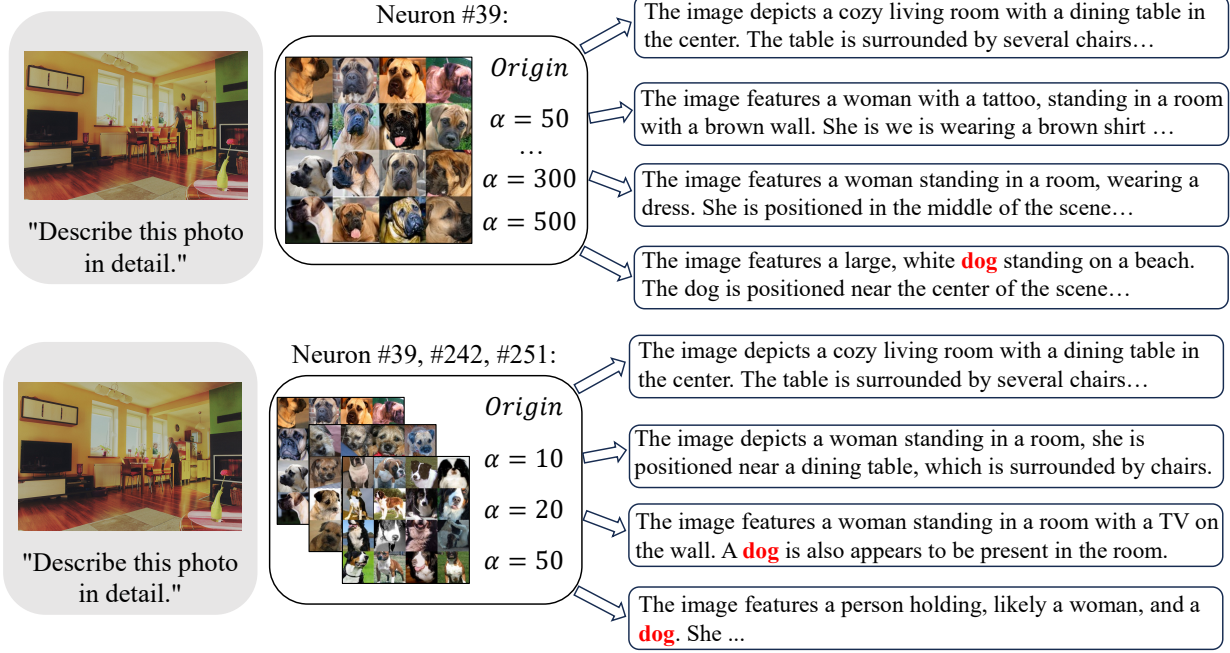 Neuron #39:
"Describe this photo
in detail."
Origin
α = 50
…
α = 300
α = 500
The image depicts a cozy living room with a dining table in
the center. The table is surrounded by several chairs…
The image features a woman with a tattoo, standing in a room
with a brown wall. She is we is wearing a brown shirt …
The image features a woman standing in a room, wearing a
dress. She is positioned in the middle of the scene…
The image features a large, white dog standing on a beach.
The dog is positioned near the center of the scene…
Neuron #39, #242, #251:
"Describe this photo
in detail."
Origin
α = 10
α = 20
α = 50
The image depicts a cozy living room with a dining table in
the center. The table is surrounded by several chairs…
The image depicts a woman standing in a room, she is
positioned near a dining table, which is surrounded by chairs.
The image features a woman standing in a room with a TV on
the wall. A dog is also appears to be present in the room.
The image features a person holding, likely a woman, and a
dog. She ...